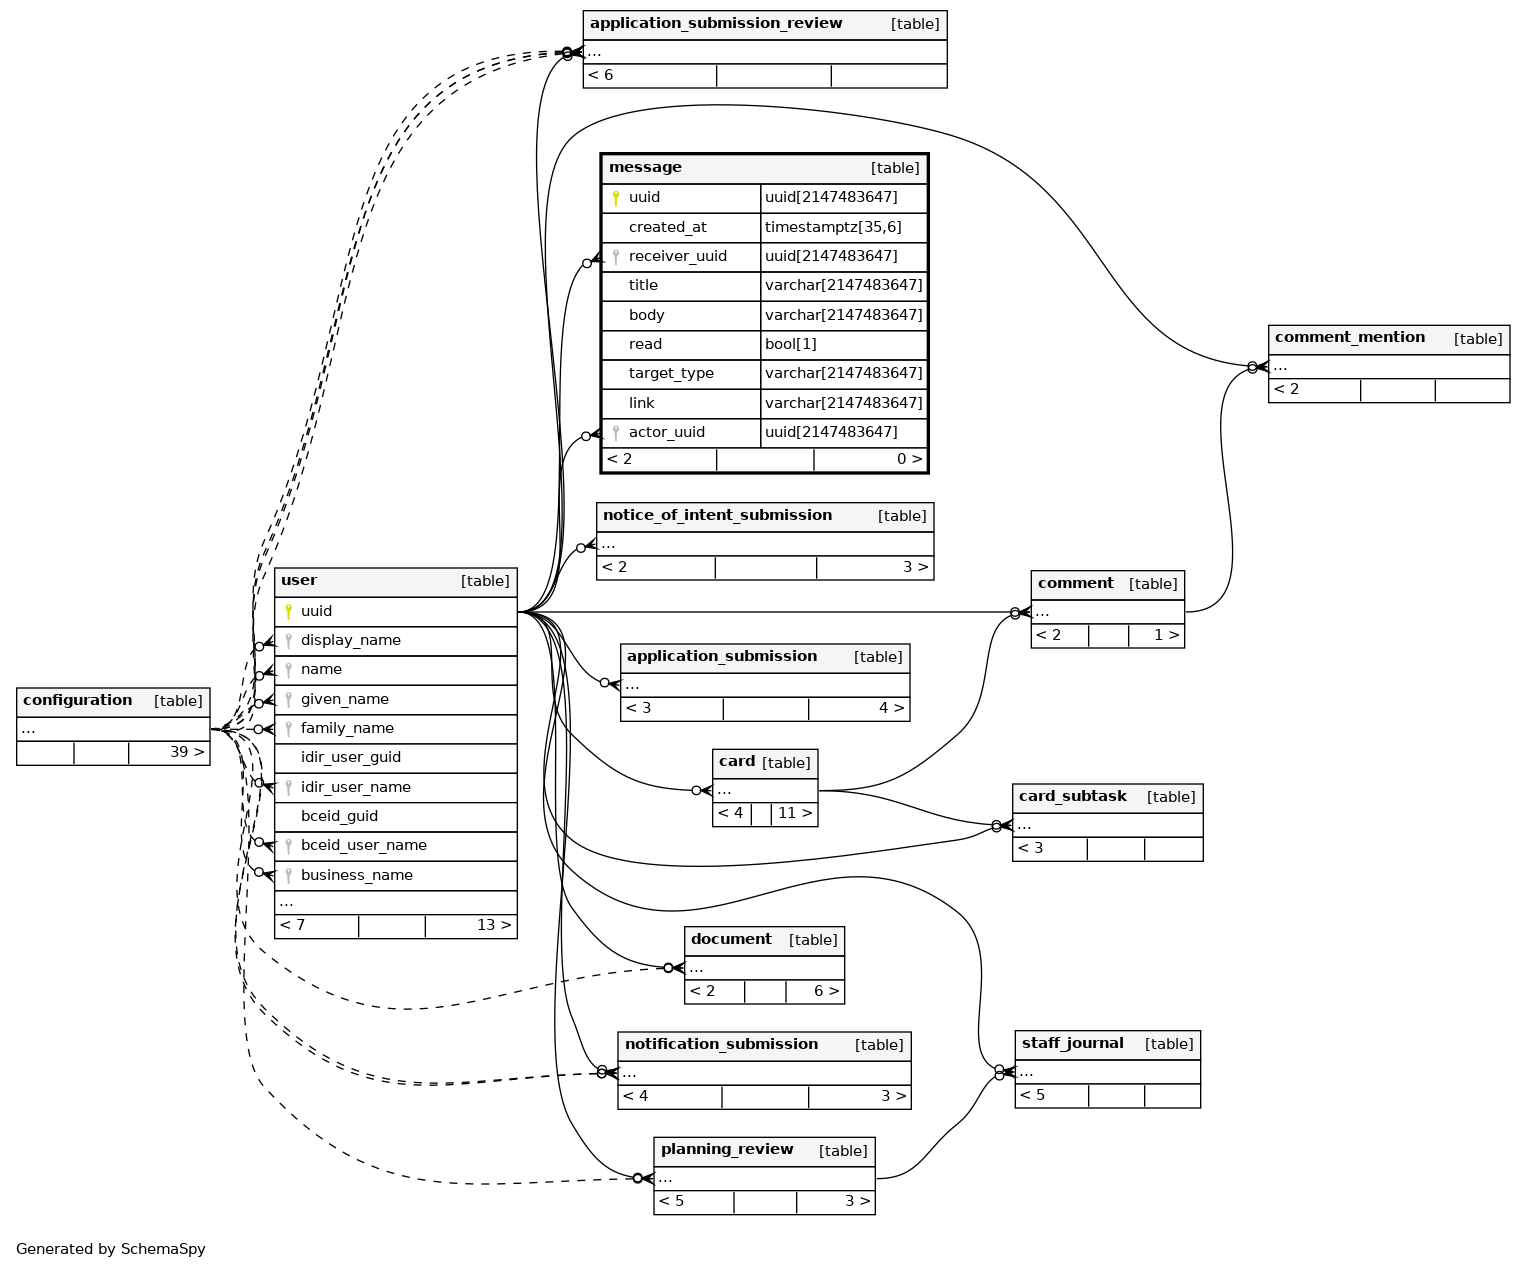 application_submission_review [table]
...
< 6
message [table]
uuid uuid[2147483647]
created_at timestamptz[35,6]
receiver_uuid uuid[2147483647]
title varchar[2147483647]
body varchar[2147483647]
read bool[1]
target_type varchar[2147483647]
link varchar[2147483647]
actor_uuid uuid[2147483647]
< 2 0 >
comment_mention [table]
...
< 2
notice_of_intent_submission [table]
...
< 2 3 >
user [table]
uuid
display_name
name
given_name
family_name
idir_user_guid
idir_user_name
bceid_guid
bceid_user_name
business_name
...
< 7 13 >
comment [table]
...
< 2 1 >
application_submission [table]
...
< 3 4 >
configuration [table]
...
39 >
card [table]
...
< 4 11 >
card_subtask [table]
...
< 3
document [table]
...
< 2 6 >
notification_submission [table]
...
< 4 3 >
staff_journal [table]
...
< 5
planning_review [table]
...
< 5 3 >
Generated by SchemaSpy